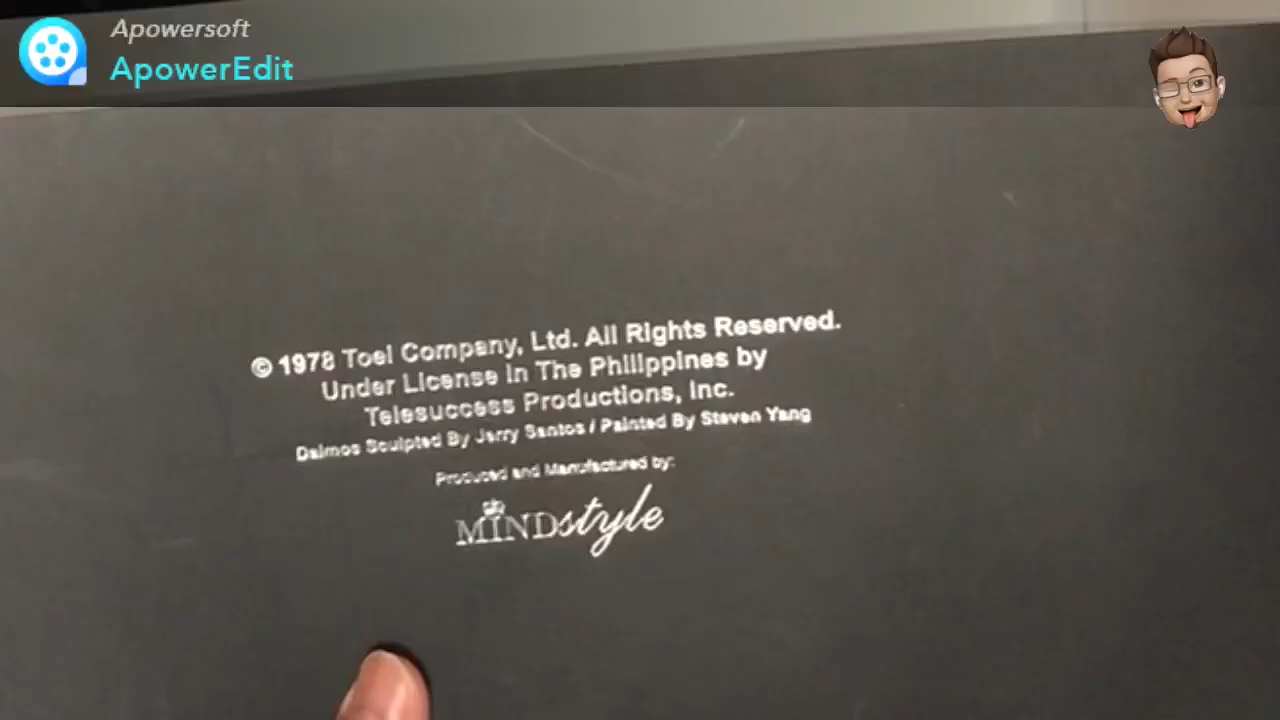 Apowersoft
ApowerEdit
© 1978 Toei Company, Ltd. All Rights Reserved.
Under License In The Philippines by
Telesuccess Productions, Inc.
Daimos Sculpted By Jerry Santos / Painted By Steven Yang
Produced and Manufactured by:
MINDstyle